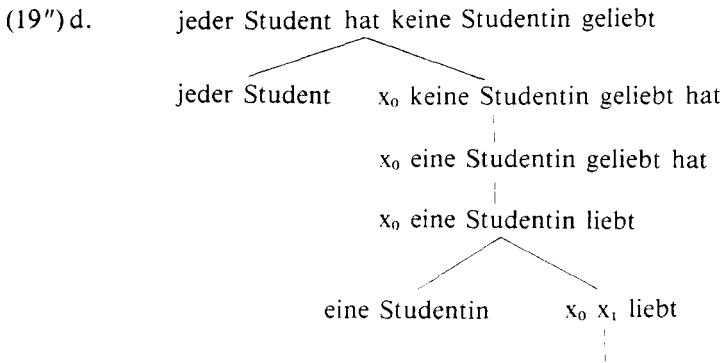 (19″) d. jeder Student hat keine Studentin geliebt
jeder Student x₀ keine Studentin geliebt hat
x₀ eine Studentin geliebt hat
x₀ eine Studentin liebt
eine Studentin x₀ x₁ liebt